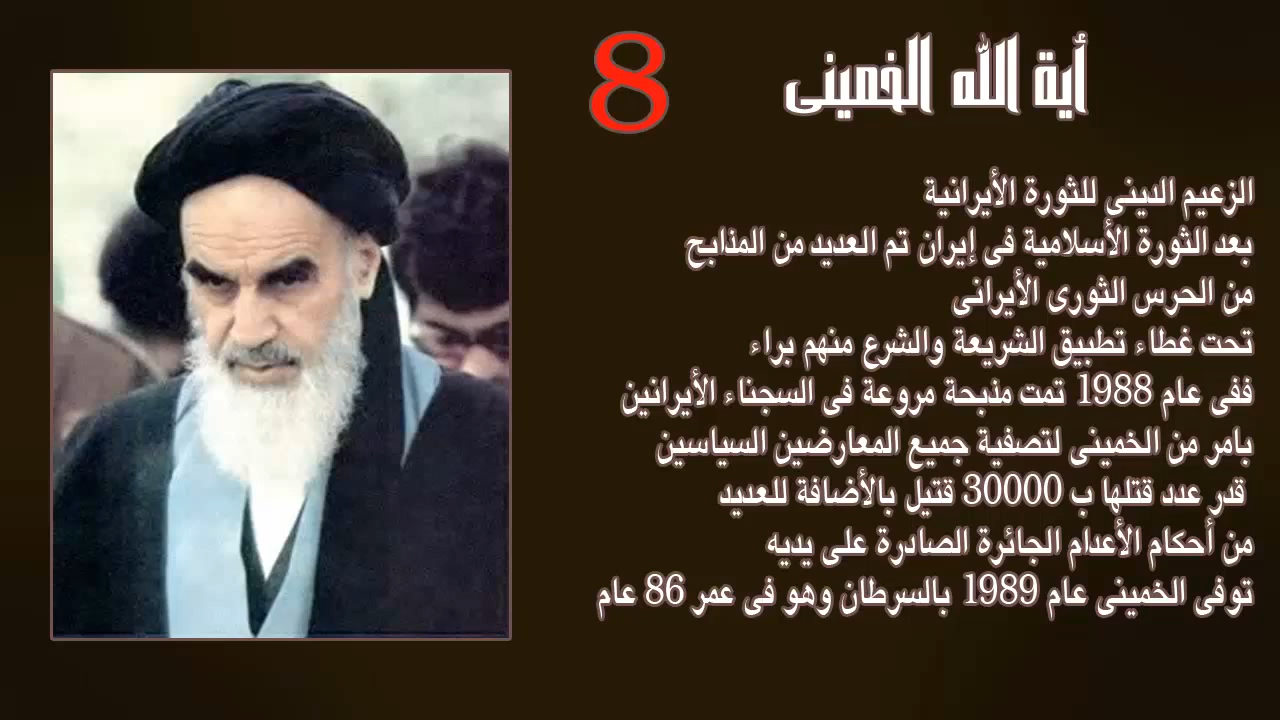 8
أية الله الخمينى
الزعيم الدينى للثورة الأيرانية
بعد الثورة الأسلامية فى إيران تم العديد من المذابح
من الحرس الثورى الأيرانى
تحت غطاء تطبيق الشريعة والشرع منهم براء
ففى عام 1988 تمت مذبحة مروعة فى السجناء الأيرانين
بامر من الخمينى لتصفية جميع المعارضين السياسين
قدر عدد قتلها ب 30000 قتيل بالأضافة للعديد
من أحكام الأعدام الجائرة الصادرة على يديه
توفى الخمينى عام 1989 بالسرطان وهو فى عمر 86 عام